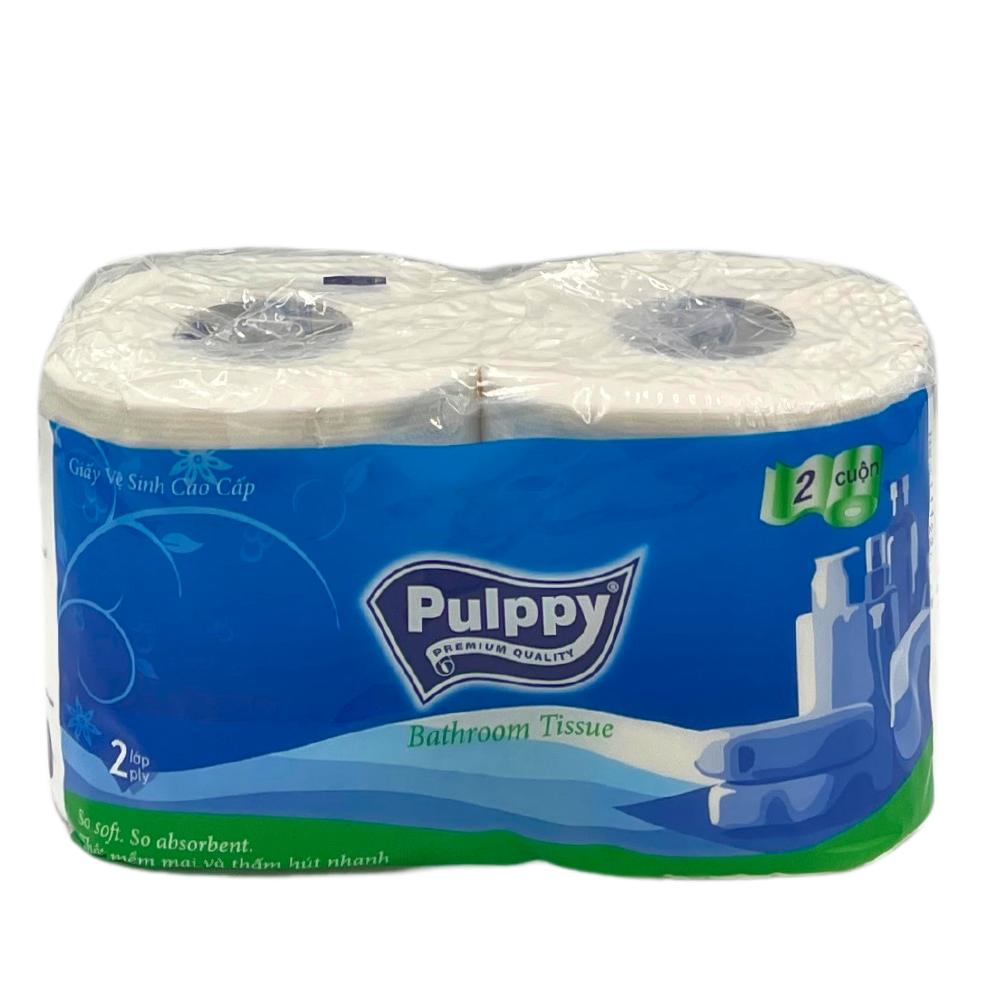 Giấy Vệ Sinh Cao Cấp
2 cuộn
Pulppy®
PREMIUM QUALITY
Bathroom Tissue
2 lớp
ply
So soft. So absorbent.
mềm mại và thấm hút nhanh